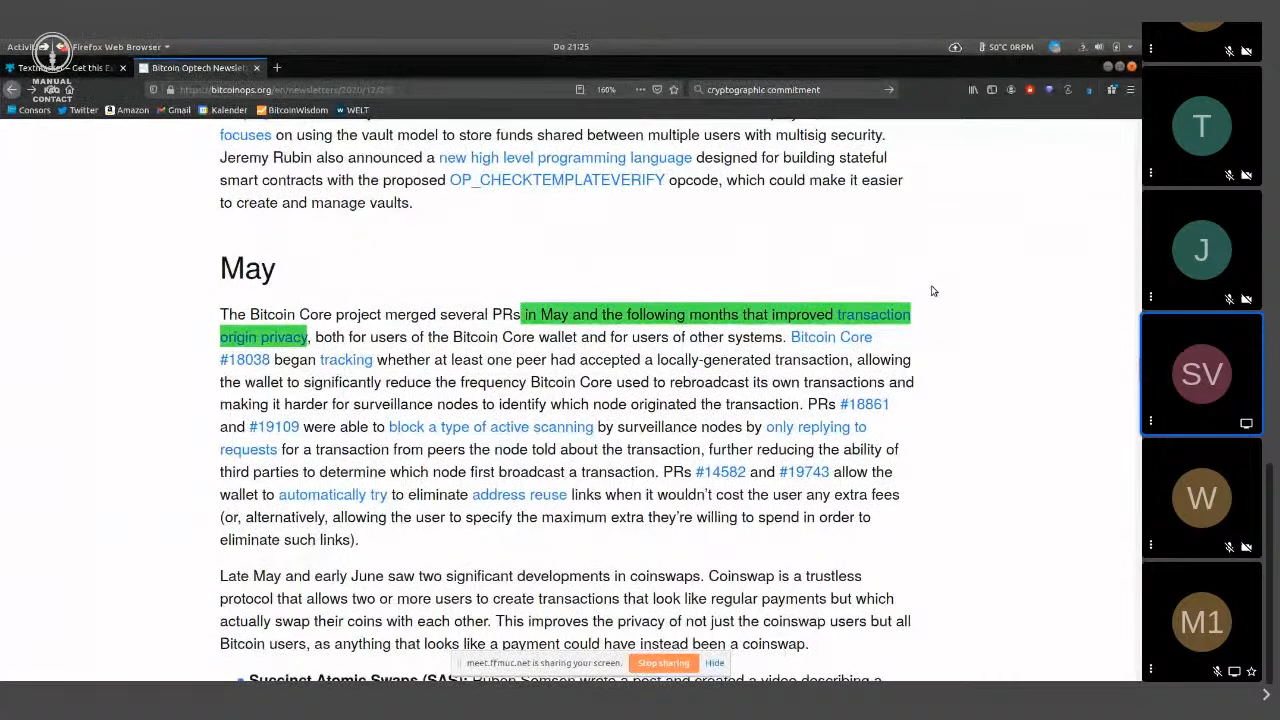 Firefox Web Browser
Do 21:25
50°C 0RPM
MANUAL
FAQ
CONTACT
Bitcoin Optech Newslet
https://bitcoinops.org/en/newsletters/2020/12/2
160%
cryptographic commitment
Consors
Twitter
Amazon
Gmail
Kalender
BitcoinWisdom
WELT
focuses on using the vault model to store funds shared between multiple users with multisig security.
Jeremy Rubin also announced a new high level programming language designed for building stateful
smart contracts with the proposed OP_CHECKTEMPLATEVERIFY opcode, which could make it easier
to create and manage vaults.
May
The Bitcoin Core project merged several PRs in May and the following months that improved transaction
origin privacy, both for users of the Bitcoin Core wallet and for users of other systems. Bitcoin Core
#18038 began tracking whether at least one peer had accepted a locally-generated transaction, allowing
the wallet to significantly reduce the frequency Bitcoin Core used to rebroadcast its own transactions and
making it harder for surveillance nodes to identify which node originated the transaction. PRs #18861
and #19109 were able to block a type of active scanning by surveillance nodes by only replying to
requests for a transaction from peers the node told about the transaction, further reducing the ability of
third parties to determine which node first broadcast a transaction. PRs #14582 and #19743 allow the
wallet to automatically try to eliminate address reuse links when it wouldn't cost the user any extra fees
(or, alternatively, allowing the user to specify the maximum extra they're willing to spend in order to
eliminate such links).
Late May and early June saw two significant developments in coinswaps. Coinswap is a trustless
protocol that allows two or more users to create transactions that look like regular payments but which
actually swap their coins with each other. This improves the privacy of not just the coinswap users but all
Bitcoin users, as anything that looks like a payment could have instead been a coinswap.
meet.ffmuc.net is sharing your screen.
Stop sharing
Hide
T
J
SV
W
M1